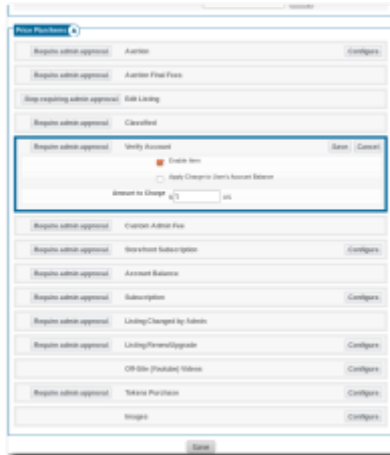 Price Plan Items
Require admin approval Auction Configure
Require admin approval Auction Final Fees
Stop requiring admin approval Edit Listing
Require admin approval Classified
Require admin approval Verify Account Save Cancel
Enable Item
Apply Charge to User's Account Balance
Amount to Charge $
Require admin approval Custom Admin Fee
Require admin approval Storefront Subscription Configure
Require admin approval Account Balance
Require admin approval Subscription Configure
Require admin approval Listing Changed by Admin
Require admin approval Listing Renew/Upgrade Configure
Off-Site (Youtube) Videos Configure
Require admin approval Tokens Purchase Configure
Images Configure
Save